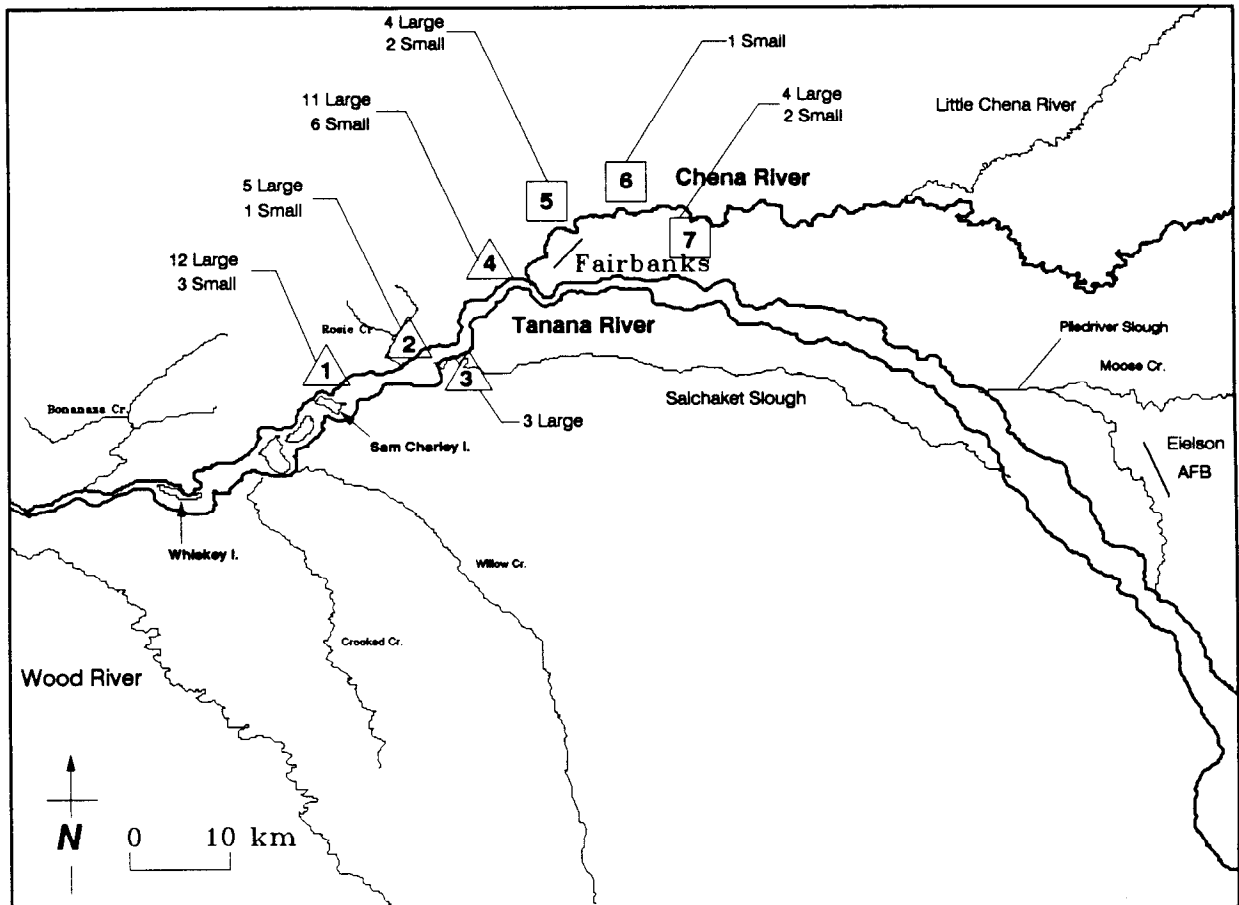 4 Large
2 Small
1 Small
4 Large
2 Small
Little Chena River
11 Large
6 Small
6
Chena River
5
5 Large
1 Small
7
4
Fairbanks
12 Large
3 Small
Rosie Cr.
Tanana River
2
Piledriver Slough
1
3
Moose Cr.
Salchaket Slough
Bonanaza Cr.
3 Large
Sam Charley I.
Eielson
AFB
Whiskey I.
Willow Cr.
Crooked Cr.
Wood River
N
0 10 km